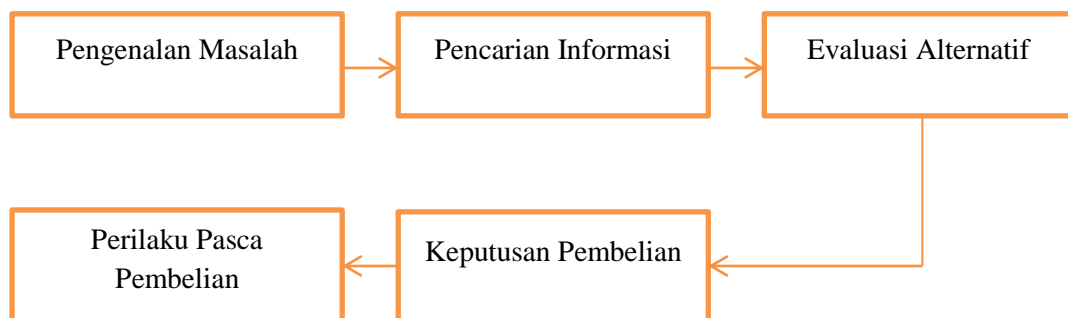 Pengenalan Masalah
Pencarian Informasi
Evaluasi Alternatif
Keputusan Pembelian
Perilaku Pasca
Pembelian